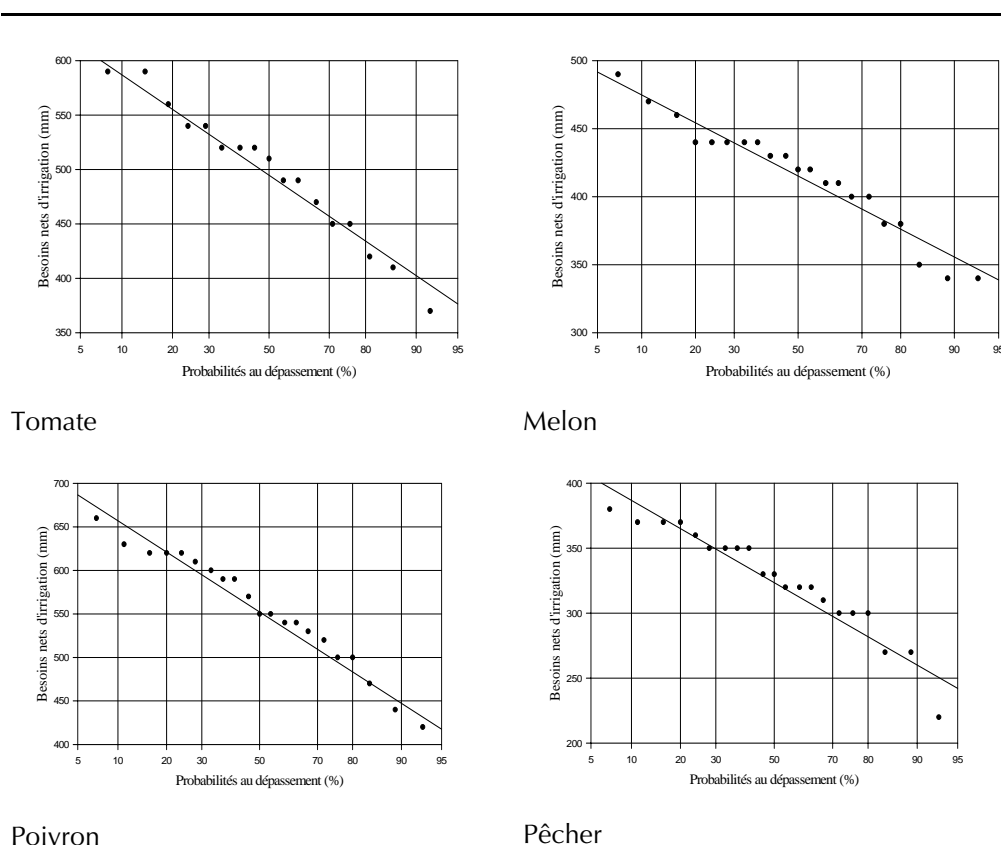 600
550
500
450
400
350
Besoins nets d'irrigation (mm)
5 10 20 30 50 70 80 90 95
Probabilités au dépassement (%)
Tomate
500
450
400
350
300
Besoins nets d'irrigation (mm)
5 10 20 30 50 70 80 90 95
Probabilités au dépassement (%)
Melon
700
650
600
550
500
450
400
Besoins nets d'irrigation (mm)
5 10 20 30 50 70 80 90 95
Probabilités au dépassement (%)
Poivron
400
350
300
250
200
Besoins nets d'irrigation (mm)
5 10 20 30 50 70 80 90 95
Probabilités au dépassement (%)
Pêcher